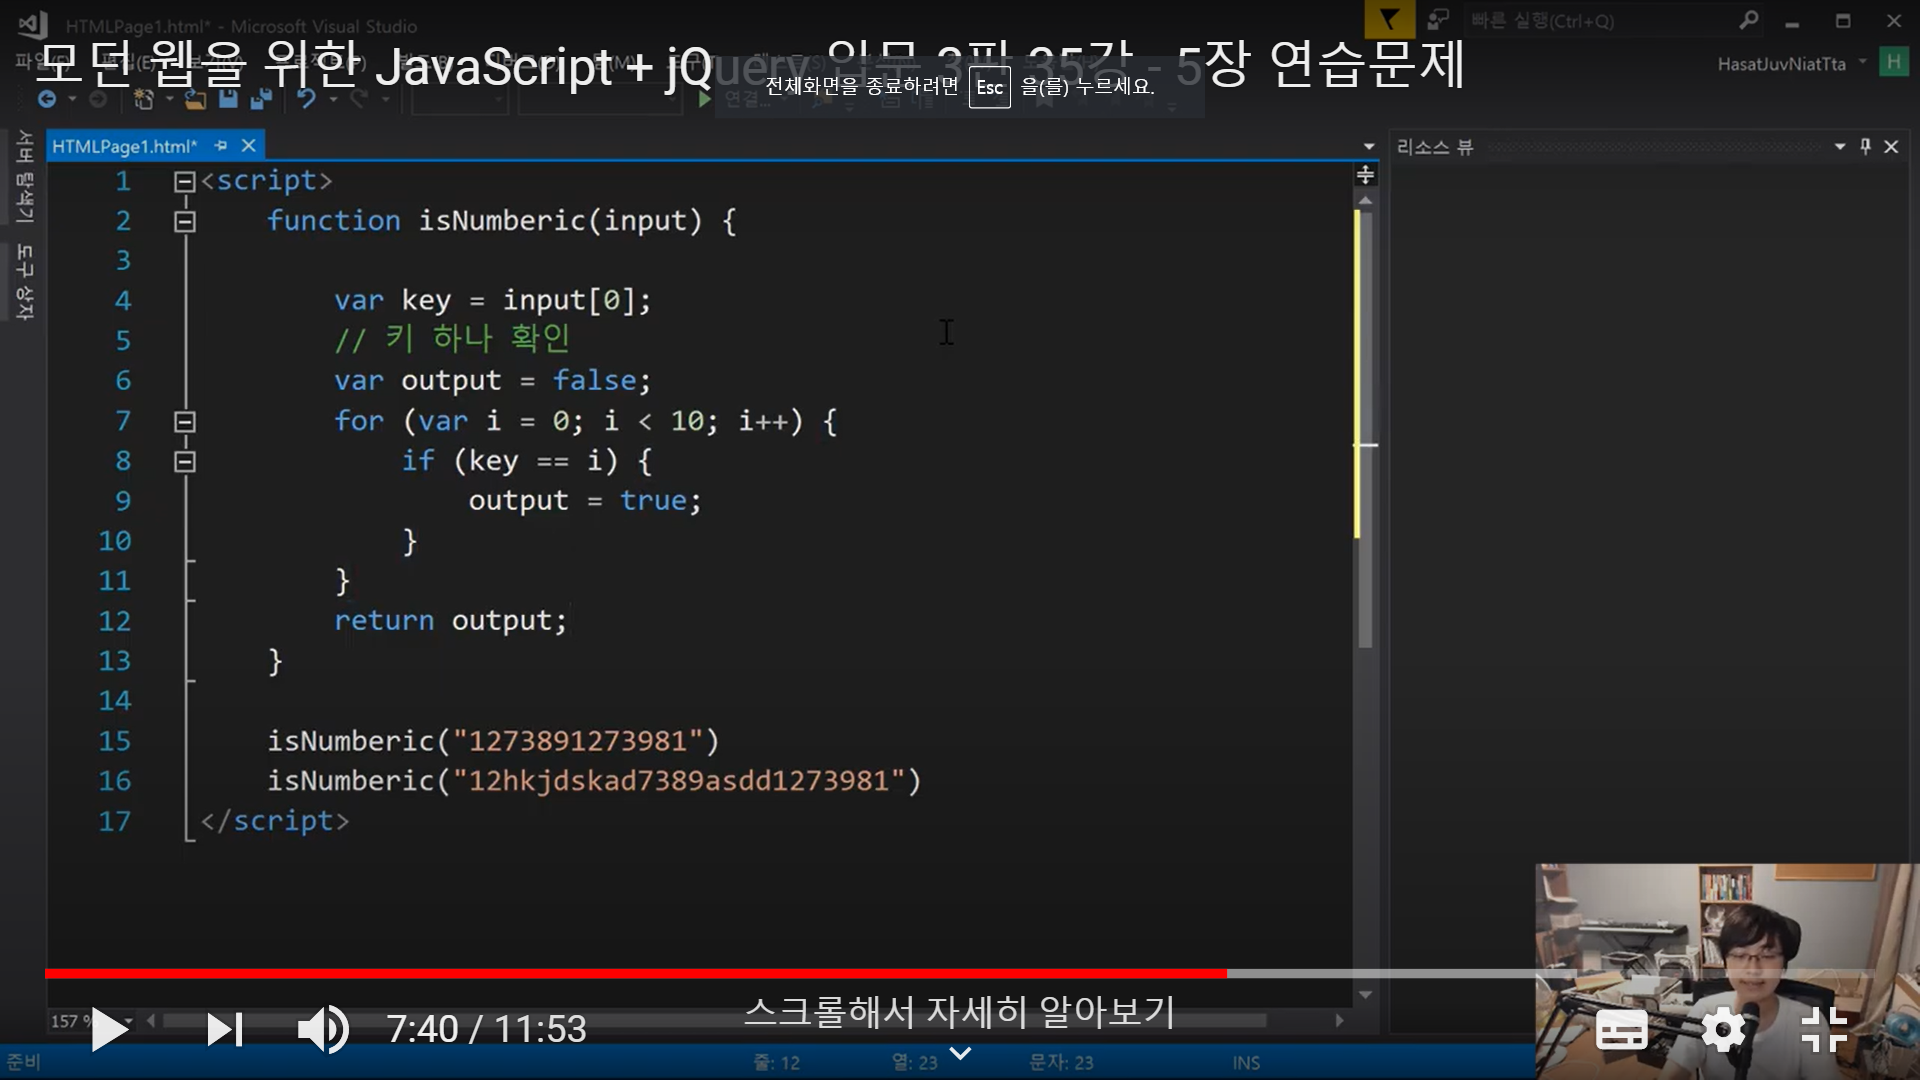 HTMLPage1.html* - Microsoft Visual Studio
빠른 실행(Ctrl+Q)
모던 웹을 위한 JavaScript + jQuery 입문 3판 35강 - 5장 연습문제
전체화면을 종료하려면 Esc 을(를) 누르세요.
HasatJuvNiatTta
H
HTMLPage1.html*
리소스 뷰
서버 탐색기
도구 상자
1 <script>
2 function isNumberic(input) {
3
4 var key = input[0];
5 // 키 하나 확인
6 var output = false;
7 for (var i = 0; i < 10; i++) {
8 if (key == i) {
9 output = true;
10 }
11 }
12 return output;
13 }
14
15 isNumberic("1273891273981")
16 isNumberic("12hkjdskad7389asdd1273981")
17 </script>
스크롤해서 자세히 알아보기
157 %
7:40 / 11:53
준비
줄: 12
열: 23
문자: 23
INS